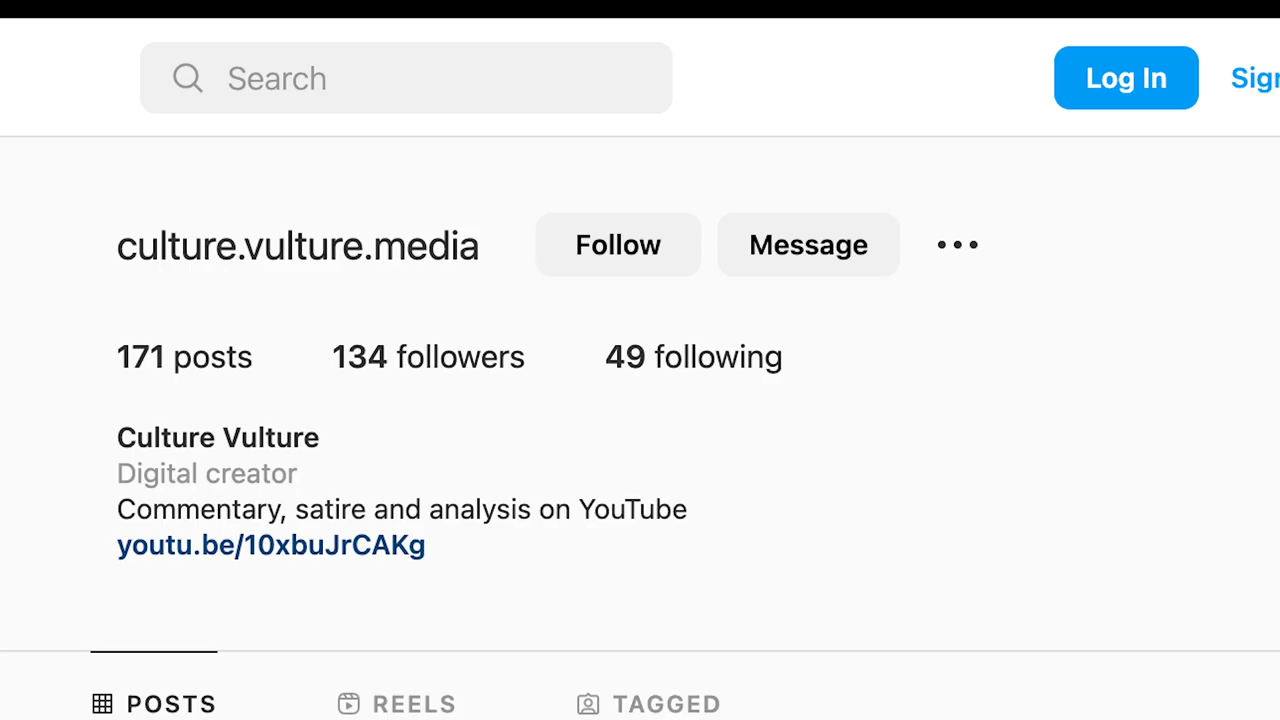 Search
Log In
Sign
culture.vulture.media
Follow
Message
171 posts
134 followers
49 following
Culture Vulture
Digital creator
Commentary, satire and analysis on YouTube
youtu.be/10xbuJrCAKg
POSTS
REELS
TAGGED